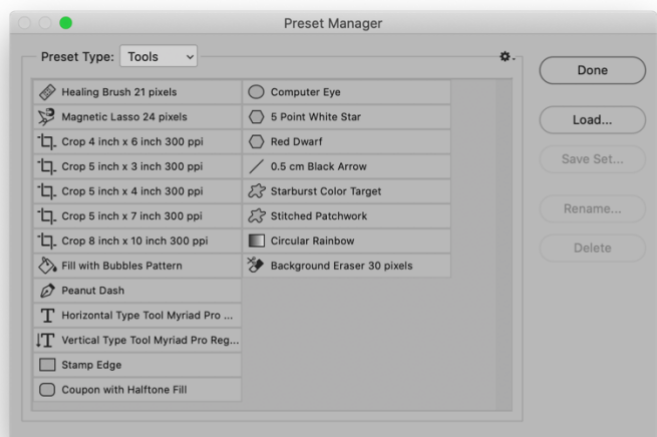 Preset Manager
Preset Type: Tools
Healing Brush 21 pixels
Magnetic Lasso 24 pixels
Crop 4 inch x 6 inch 300 ppi
Crop 5 inch x 3 inch 300 ppi
Crop 5 inch x 4 inch 300 ppi
Crop 5 inch x 7 inch 300 ppi
Crop 8 inch x 10 inch 300 ppi
Fill with Bubbles Pattern
Peanut Dash
Horizontal Type Tool Myriad Pro ...
Vertical Type Tool Myriad Pro Reg...
Stamp Edge
Coupon with Halftone Fill
Computer Eye
5 Point White Star
Red Dwarf
0.5 cm Black Arrow
Starburst Color Target
Stitched Patchwork
Circular Rainbow
Background Eraser 30 pixels
Done
Load...
Save Set...
Rename...
Delete